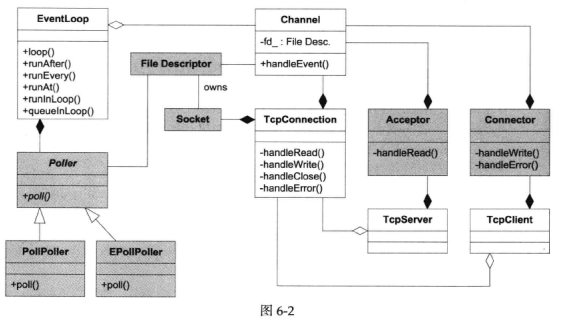 EventLoop
+loop()
+runAfter()
+runEvery()
+runAt()
+runInLoop()
+queueInLoop()
Channel
-fd_ : File Desc.
+handleEvent()
File Descriptor
owns
Socket
TcpConnection
-handleRead()
-handleWrite()
-handleClose()
-handleError()
Acceptor
-handleRead()
Connector
-handleWrite()
-handleError()
Poller
+poll()
TcpServer
TcpClient
PollPoller
+poll()
EPollPoller
+poll()
图 6-2